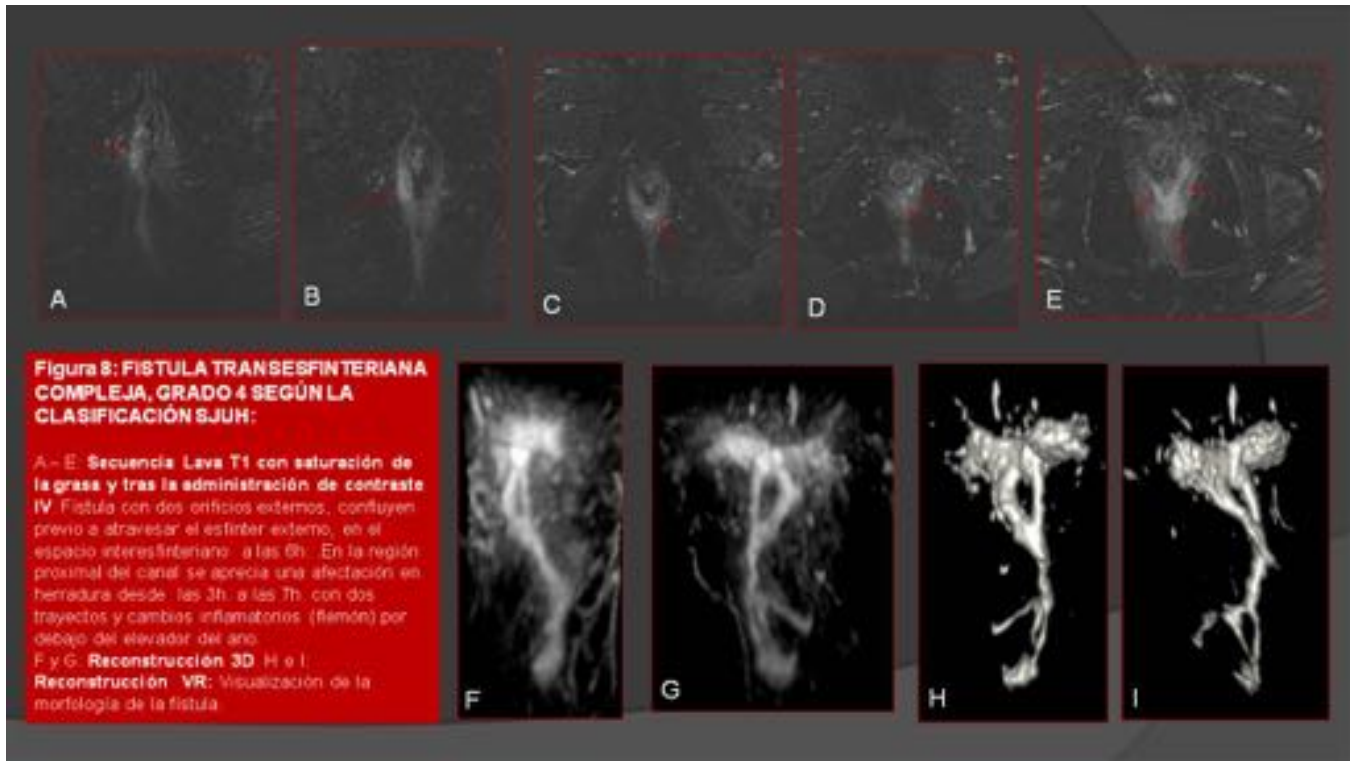 A
B
C
D
E
Figura 8: FISTULA TRANSESFINTERIANA
COMPLEJA, GRADO 4 SEGÚN LA
CLASIFICACIÓN SJUH:
A – E: Secuencia Lava T1 con saturación de
la grasa y tras la administración de contraste
IV. Fistula con dos orificios externos, confluyen
previo a atravesar el esfínter externo, en el
espacio interesfinteriano a las 6h. En la región
proximal del canal se aprecia una afectación en
herradura desde las 3h. a las 7h. con dos
trayectos y cambios inflamatorios (flemón) por
debajo del elevador del ano.
F y G: Reconstrucción 3D. H e I:
Reconstrucción VR: Visualización de la
morfología de la fístula
F
G
H
I